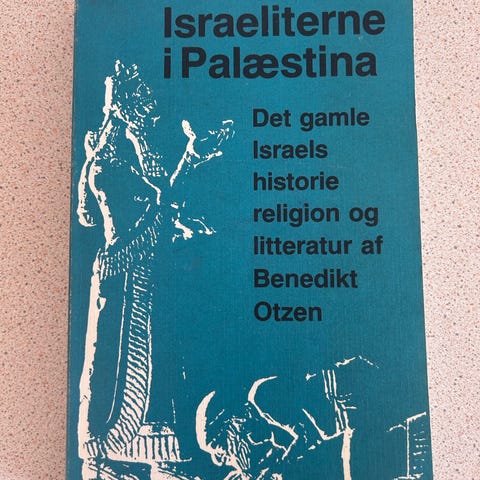 Israeliterne
i Palæstina
Det gamle
Israels
historie
religion og
litteratur af
Benedikt
Otzen